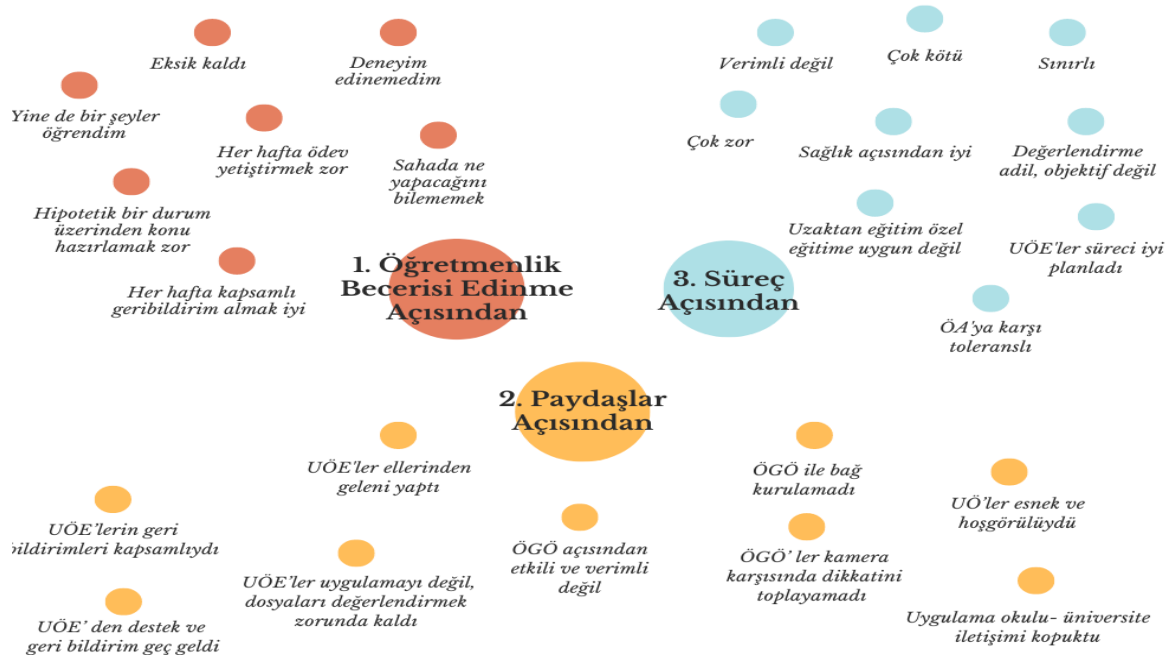 Eksik kaldı
Deneyim
edinemedim
Yine de bir şeyler
öğrendim
Her hafta ödev
yetiştirmek zor
Sahada ne
yapacağını
bilememek
Hipotetik bir durum
üzerinden konu
hazırlamak zor
Her hafta kapsamlı
geribildirim almak iyi
1. Öğretmenlik
Becerisi Edinme
Açısından
Verimli değil
Çok kötü
Sınırlı
Çok zor
Sağlık açısından iyi
Değerlendirme
adil, objektif değil
Uzaktan eğitim özel
eğitime uygun değil
UÖE'ler süreci iyi
planladı
ÖA'ya karşı
toleranslı
3. Süreç
Açısından
2. Paydaşlar
Açısından
UÖE'ler ellerinden
geleni yaptı
ÖGÖ ile bağ
kurulamadı
UÖ’ler esnek ve
hoşgörülüydü
UÖE’lerin geri
bildirimleri kapsamlıydı
ÖGÖ açısından
etkili ve verimli
değil
ÖGÖ’ ler kamera
karşısında dikkatini
toplayamadı
UÖE’ler uygulamayı değil,
dosyaları değerlendirmek
zorunda kaldı
UÖE’ den destek ve
geri bildirim geç geldi
Uygulama okulu- üniversite
iletişimi kopuktu